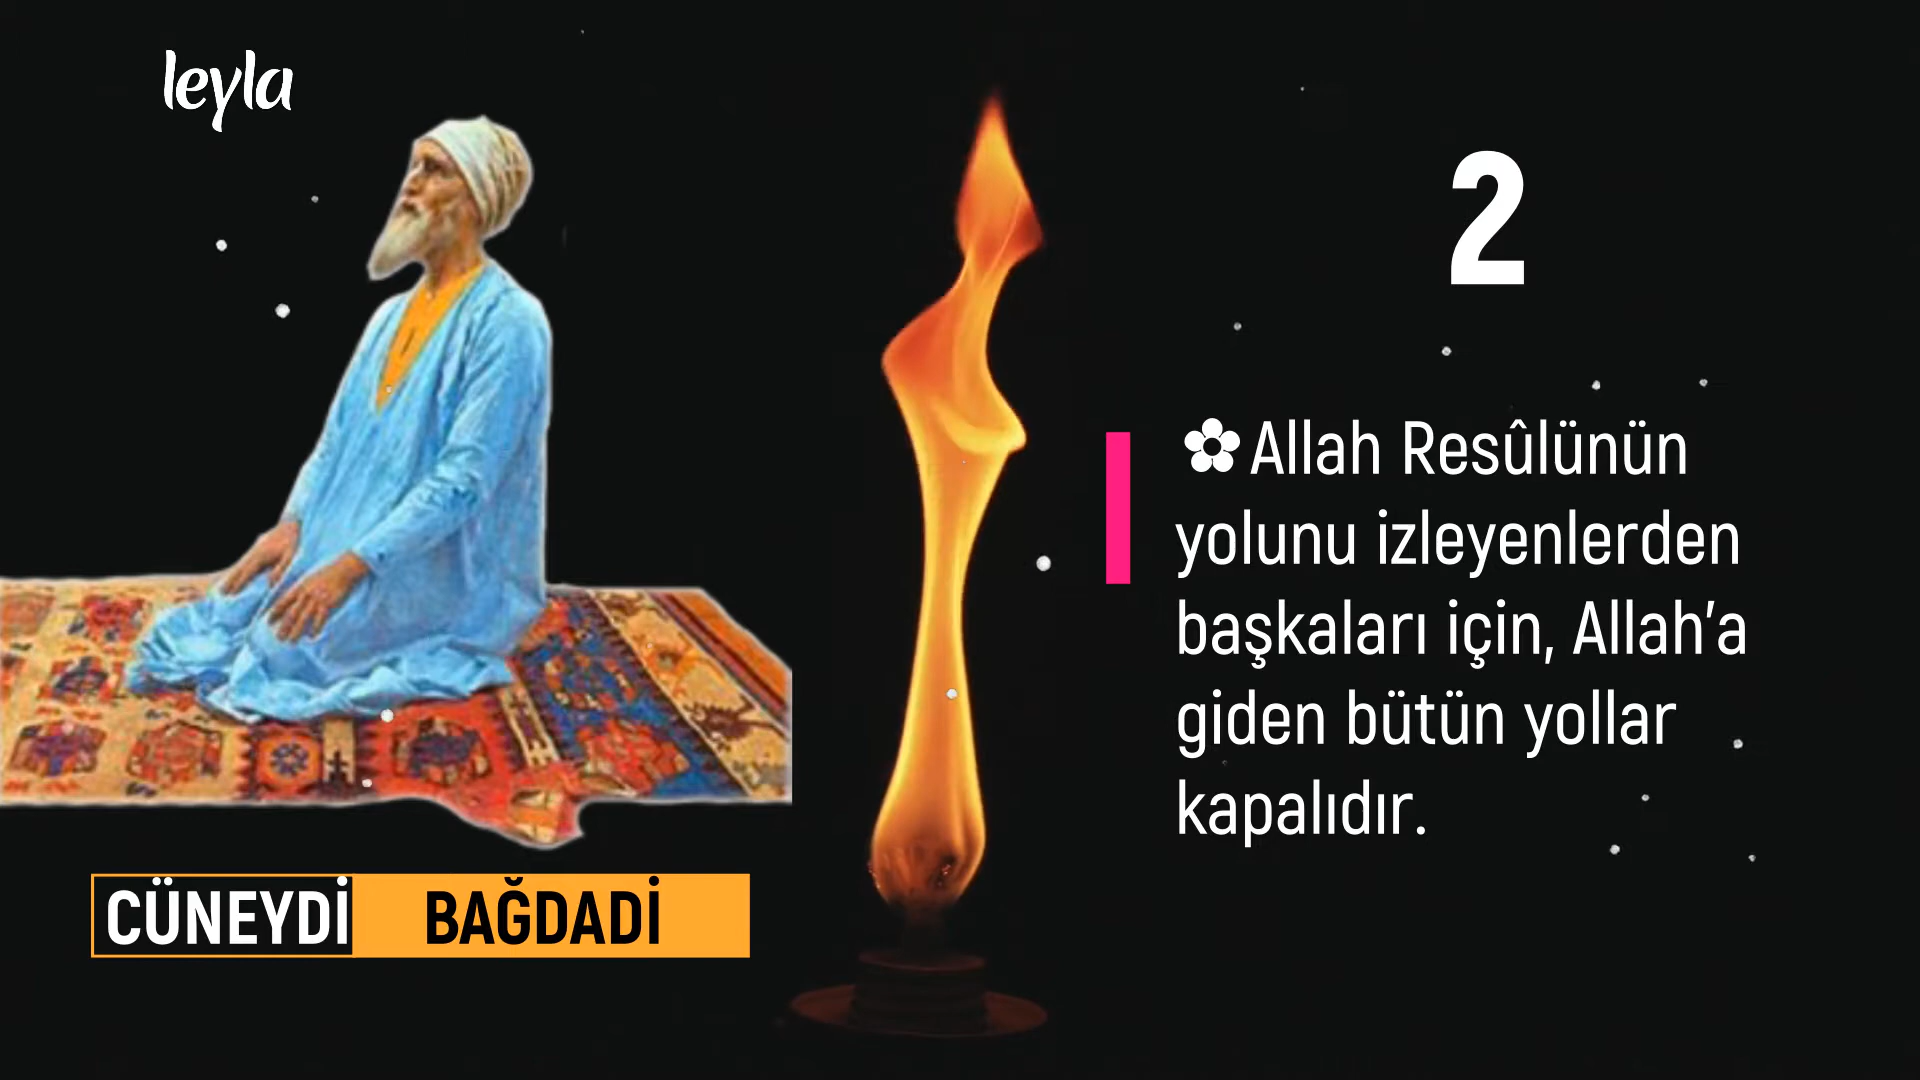 leyla
2
✿Allah Resûlünün
yolunu izleyenlerden
başkaları için, Allah’a
giden bütün yollar
kapalıdır.
CÜNEYDİ BAĞDADİ